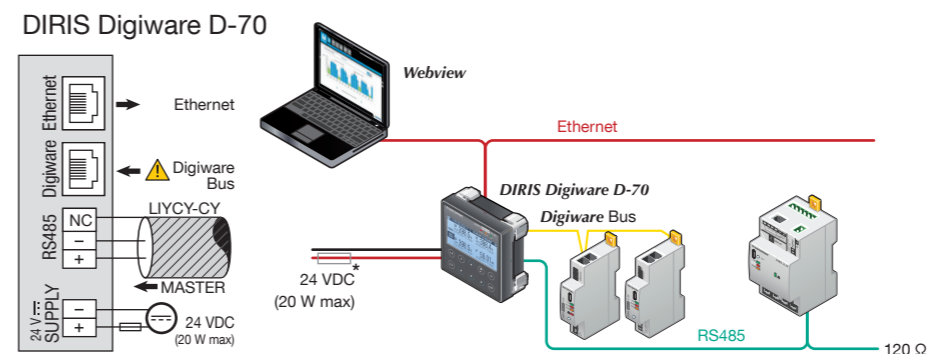 DIRIS Digiware D-70
Ethernet
Ethernet
Digiware
Digiware
Bus
RS485
NC
–
+
LIYCY-CY
MASTER
24 V
SUPPLY
–
+
24 VDC
(20 W max)
Webview
Ethernet
DIRIS Digiware D-70
Digiware Bus
24 VDC*
(20 W max)
RS485
120 Ω